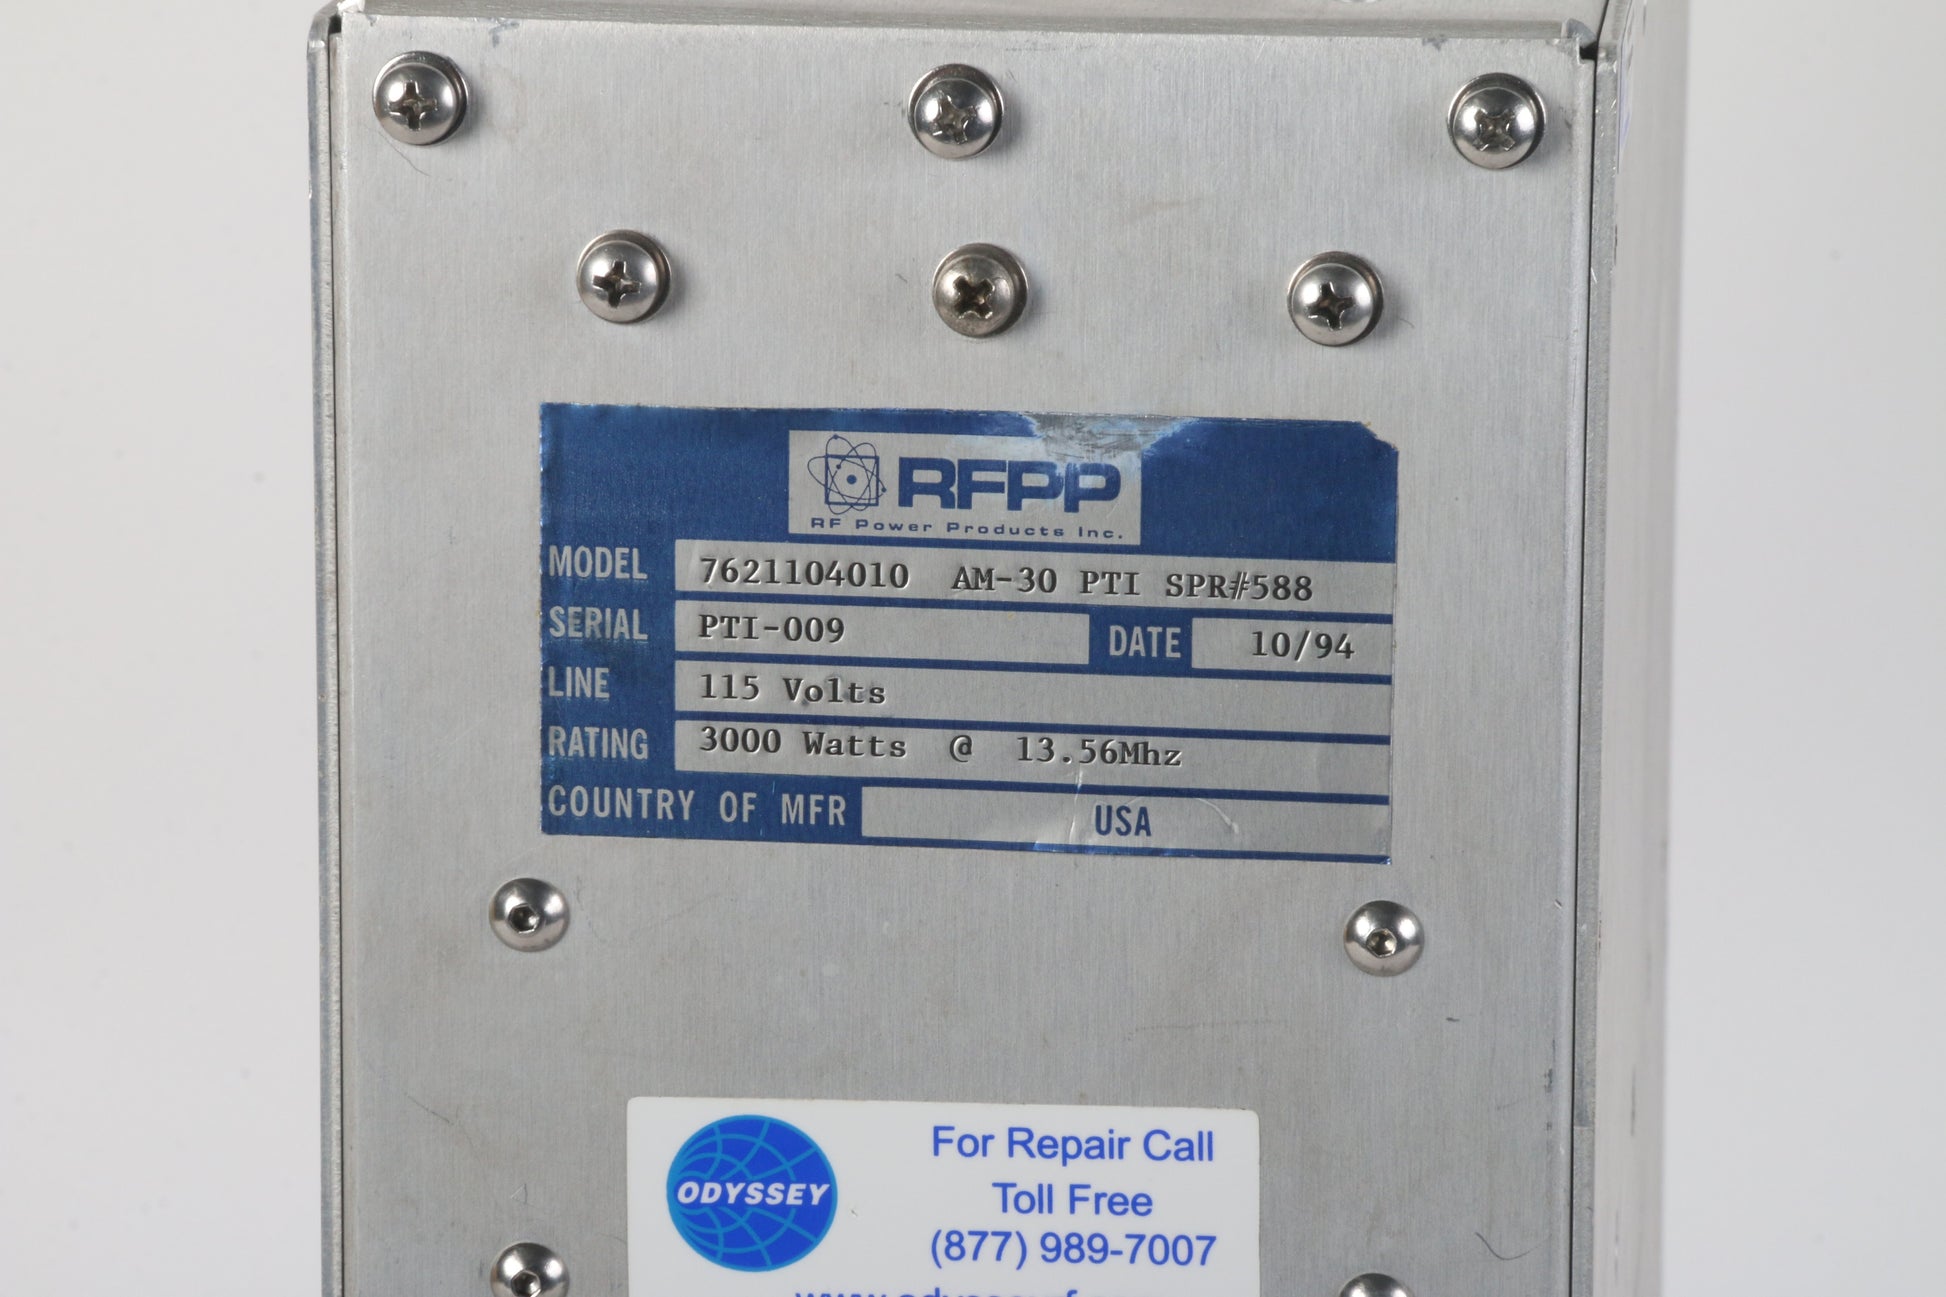 RFPP
RF Power Products Inc.
MODEL 7621104010 AM-30 PTI SPR#588
SERIAL PTI-009 DATE 10/94
LINE 115 Volts
RATING 3000 Watts @ 13.56Mhz
COUNTRY OF MFR USA
ODYSSEY
For Repair Call
Toll Free
(877) 989-7007